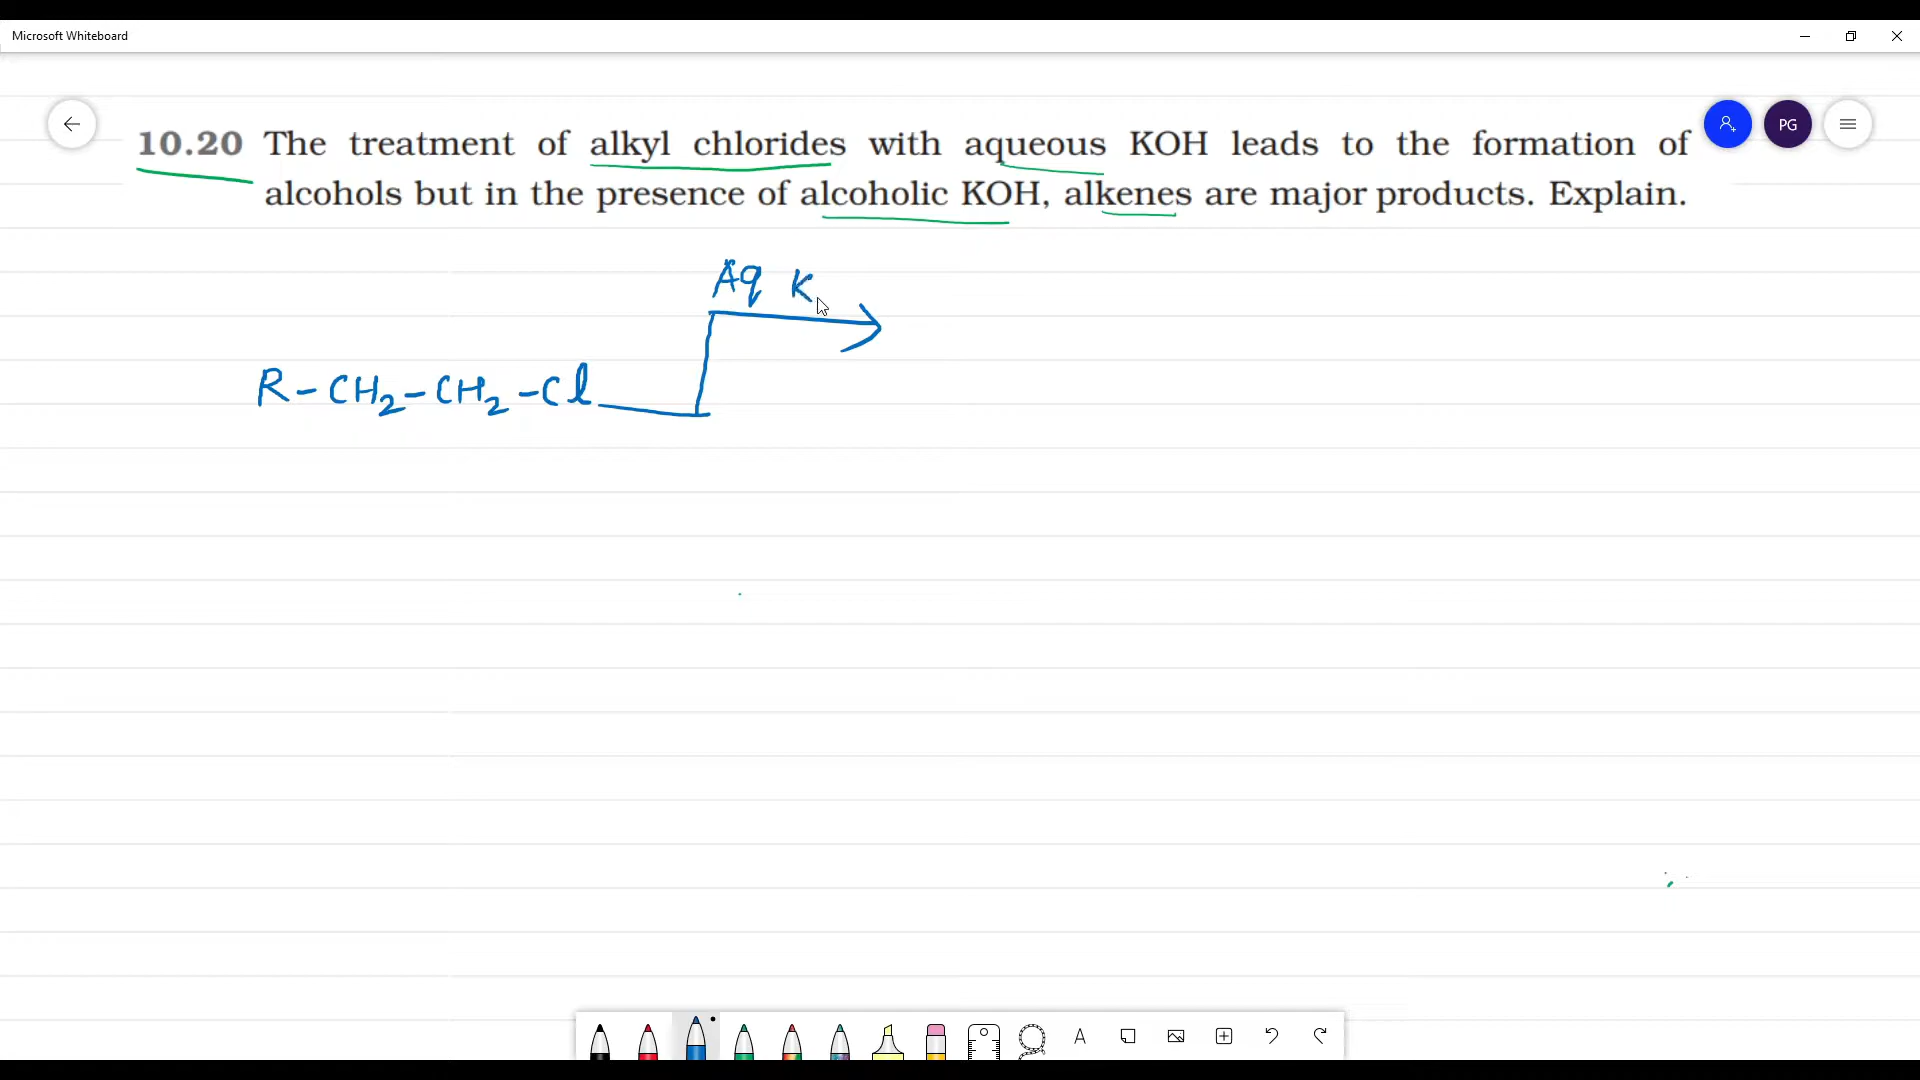 Microsoft Whiteboard
PG
10.20 The treatment of alkyl chlorides with aqueous KOH leads to the formation of
alcohols but in the presence of alcoholic KOH, alkenes are major products. Explain.
Aq K
R-CH₂-CH₂-Cl
A